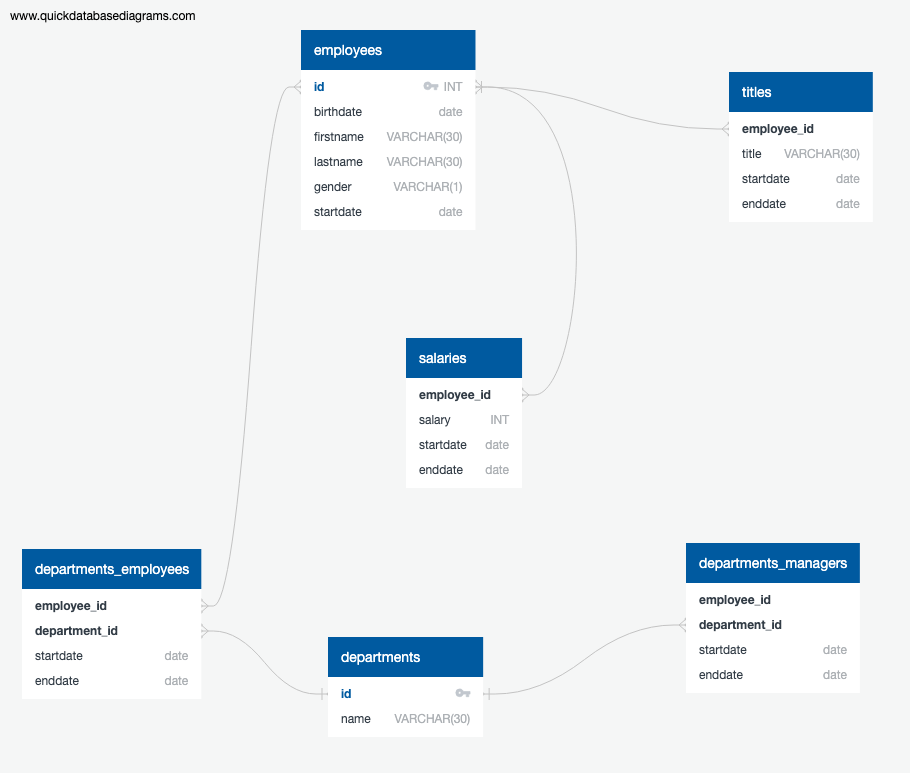 www.quickdatabasediagrams.com
employees
id INT
birthdate date
firstname VARCHAR(30)
lastname VARCHAR(30)
gender VARCHAR(1)
startdate date
titles
employee_id
title VARCHAR(30)
startdate date
enddate date
salaries
employee_id
salary INT
startdate date
enddate date
departments_employees
employee_id
department_id
startdate date
enddate date
departments
id
name VARCHAR(30)
departments_managers
employee_id
department_id
startdate date
enddate date